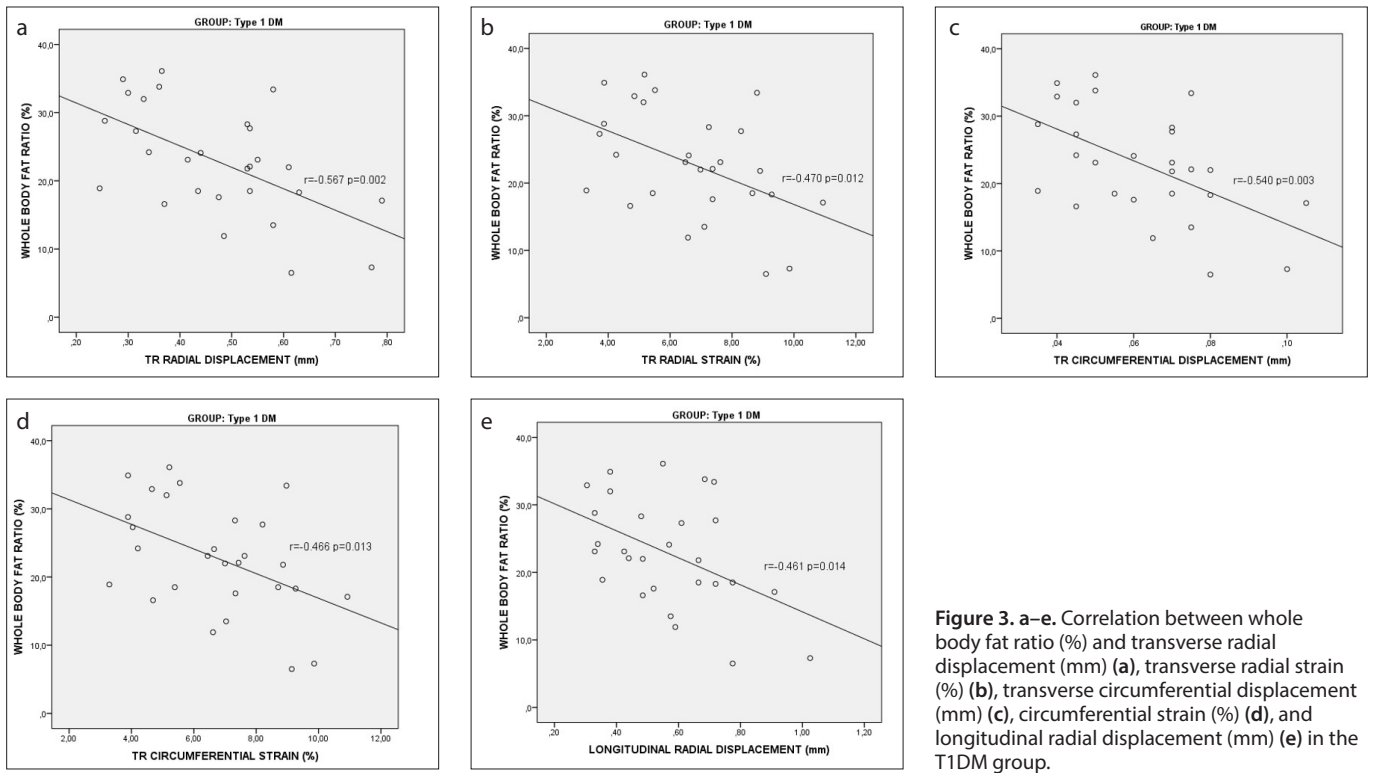 a
GROUP: Type 1 DM
WHOLE BODY FAT RATIO (%)
40,0
30,0
20,0
10,0
,0
r=-0.567 p=0.002
,20 ,30 ,40 ,50 ,60 ,70 ,80
TR RADIAL DISPLACEMENT (mm)
b
GROUP: Type 1 DM
WHOLE BODY FAT RATIO (%)
40,0
30,0
20,0
10,0
,0
r=-0.470 p=0.012
2,00 4,00 6,00 8,00 10,00 12,00
TR RADIAL STRAIN (%)
c
GROUP: Type 1 DM
WHOLE BODY FAT RATIO (%)
40,0
30,0
20,0
10,0
,0
r=-0.540 p=0.003
,04 ,06 ,08 ,10
TR CIRCUMFERENTIAL DISPLACEMENT (mm)
d
GROUP: Type 1 DM
WHOLE BODY FAT RATIO (%)
40,0
30,0
20,0
10,0
,0
r=-0.466 p=0.013
2,00 4,00 6,00 8,00 10,00 12,00
TR CIRCUMFERENTIAL STRAIN (%)
e
GROUP: Type 1 DM
WHOLE BODY FAT RATIO (%)
40,0
30,0
20,0
10,0
,0
r=-0.461 p=0.014
,20 ,40 ,60 ,80 1,00 1,20
LONGITUDINAL RADIAL DISPLACEMENT (mm)
Figure 3. a–e. Correlation between whole
body fat ratio (%) and transverse radial
displacement (mm) (a), transverse radial strain
(%) (b), transverse circumferential displacement
(mm) (c), circumferential strain (%) (d), and
longitudinal radial displacement (mm) (e) in the
T1DM group.